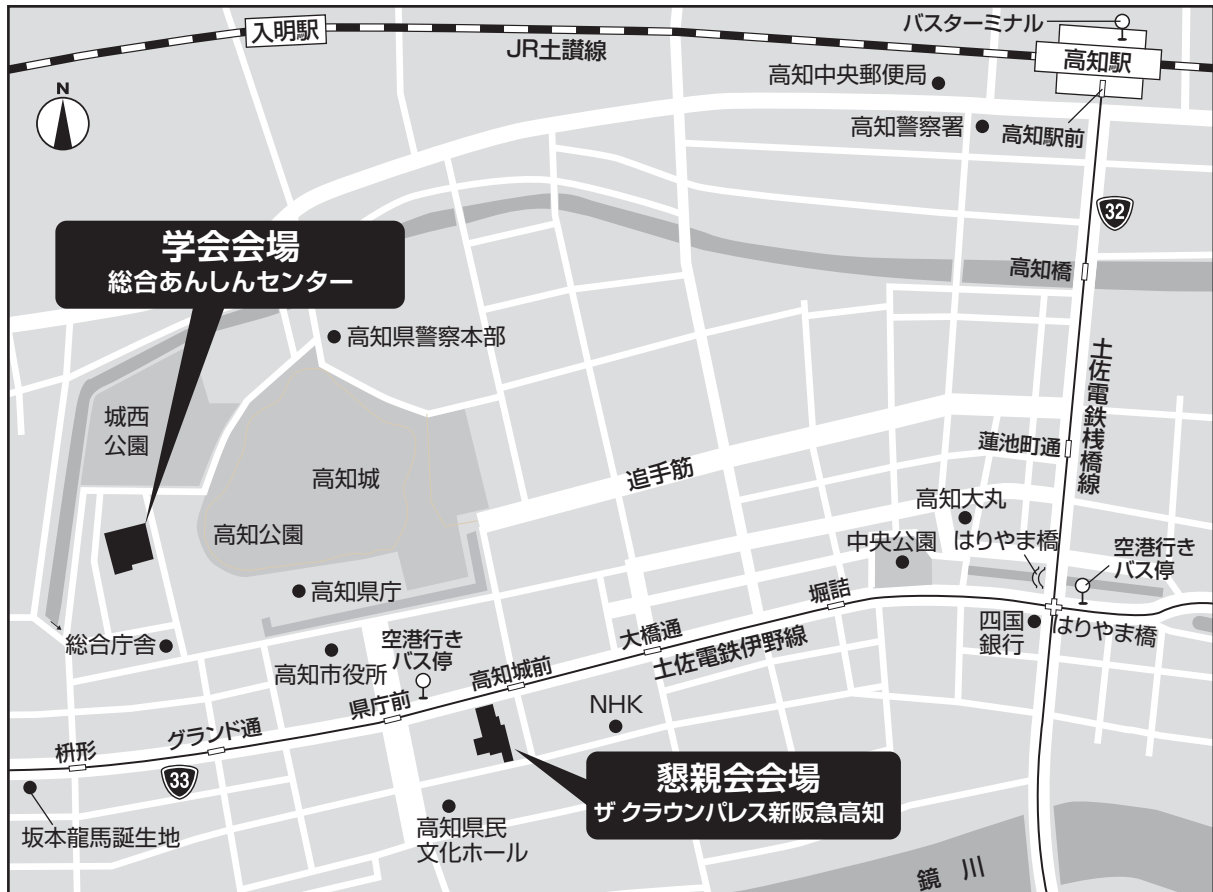 バスターミナル
入明駅
JR土讃線
高知駅
高知中央郵便局
N
高知警察署
高知駅前
32
学会会場
総合あんしんセンター
高知橋
高知県警察本部
土佐電鉄桟橋線
城西
公園
蓮池町通
追手筋
高知城
高知大丸
高知公園
中央公園
はりやま橋
空港行き
バス停
高知県庁
堀詰
四国
銀行
はりやま橋
大橋通
土佐電鉄伊野線
総合庁舎
空港行き
バス停
高知市役所
高知城前
県庁前
NHK
グランド通
枡形
33
懇親会会場
ザ クラウンパレス新阪急高知
坂本龍馬誕生地
高知県民
文化ホール
鏡川